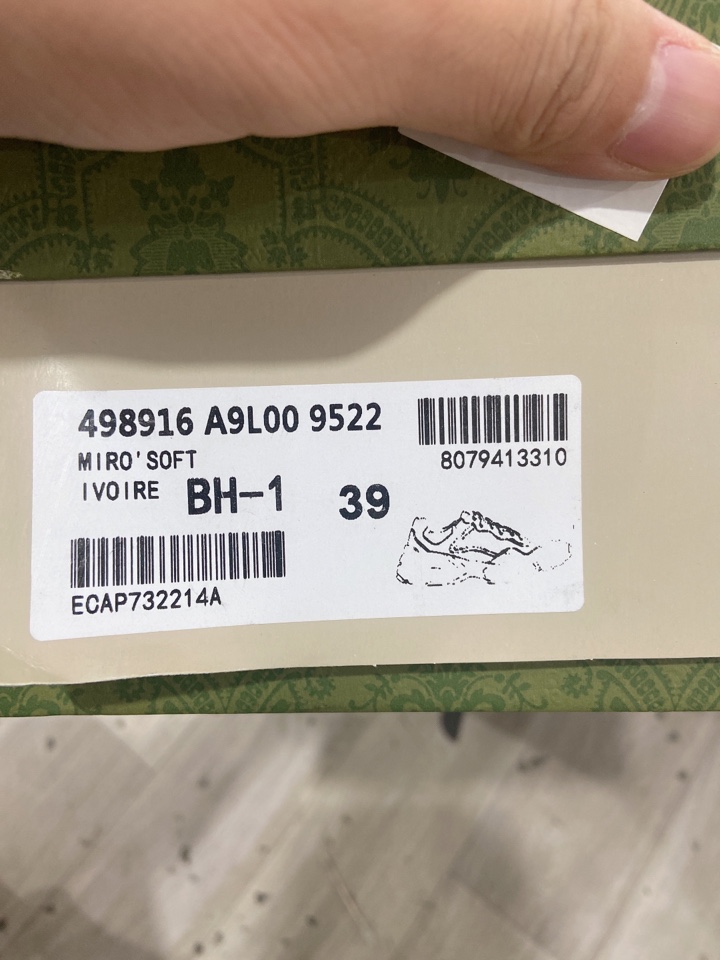 498916 A9L00 9522
MIRO'SOFT
IVOIRE BH-1 39
8079413310
ECAP732214A